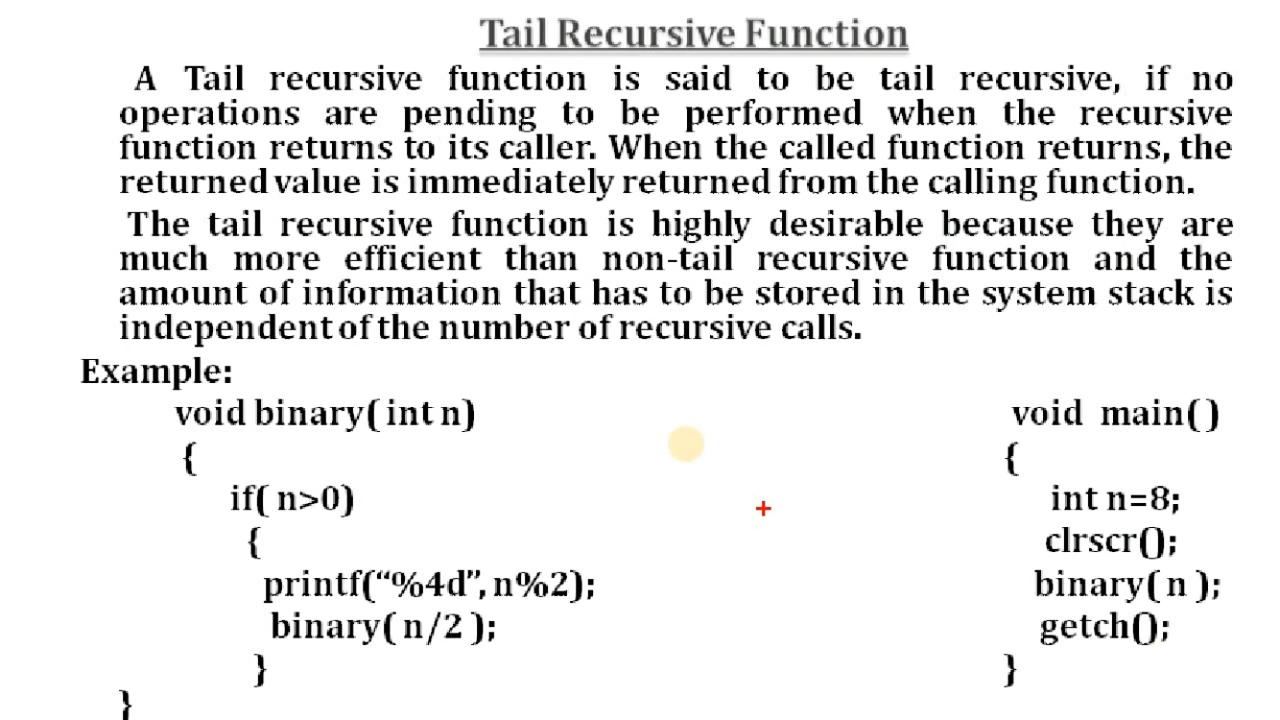 Tail Recursive Function
A Tail recursive function is said to be tail recursive, if no
operations are pending to be performed when the recursive
function returns to its caller. When the called function returns, the
returned value is immediately returned from the calling function.
The tail recursive function is highly desirable because they are
much more efficient than non-tail recursive function and the
amount of information that has to be stored in the system stack is
independent of the number of recursive calls.
Example:
void binary( int n)
{
if( n>0)
{
printf(“%4d”, n%2);
binary( n/2 );
}
}
void main()
{
int n=8;
clrscr();
binary( n );
getch();
}